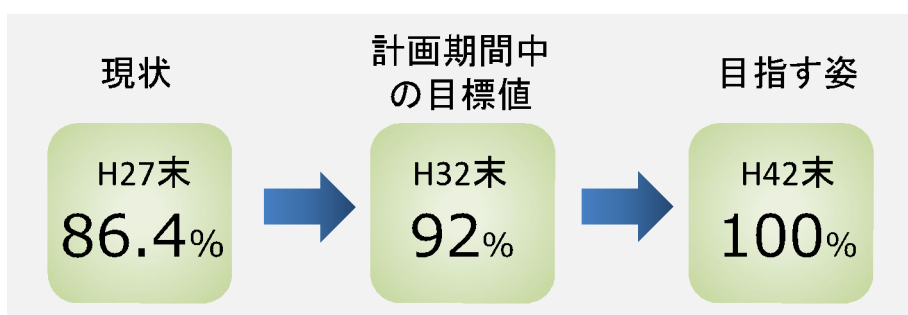 現状
H27末
86.4%
計画期間中
の目標値
H32末
92%
目指す姿
H42末
100%